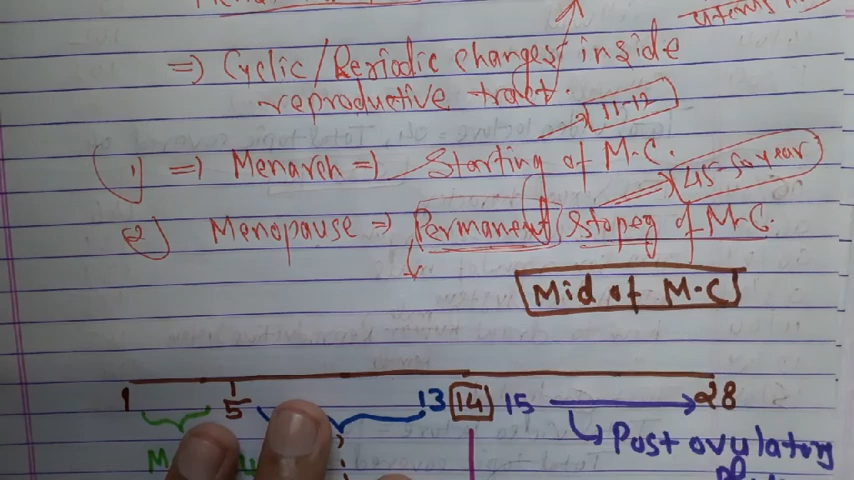 => Cyclic/Periodic changes inside
reproductive tract.
11-12
1) => Menarch => Starting of M.C.
45-50 year
2) Menopause => Permanent Stopeg of M.C.
Mid of M.C
1 5 13 14 15 28
M
Post ovulatory